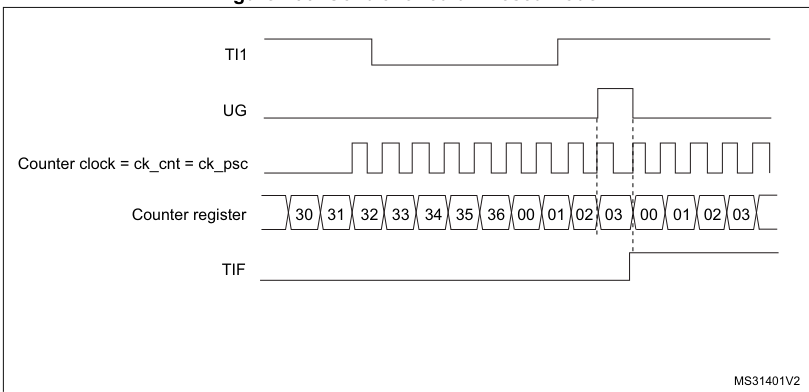 TI1
UG
Counter clock = ck_cnt = ck_psc
Counter register
30 31 32 33 34 35 36 00 01 02 03 00 01 02 03
TIF
MS31401V2